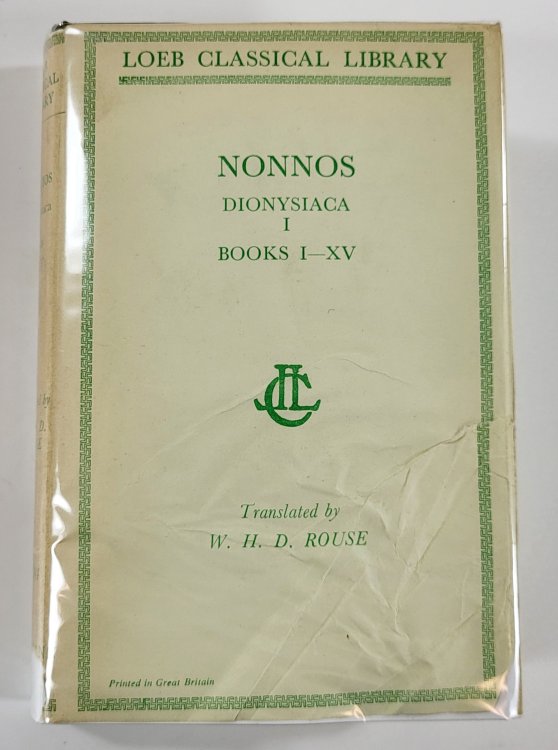 LOEB CLASSICAL LIBRARY
NONNOS
DIONYSIACA
I
BOOKS I—XV
Translated by
W. H. D. ROUSE
Printed in Great Britain